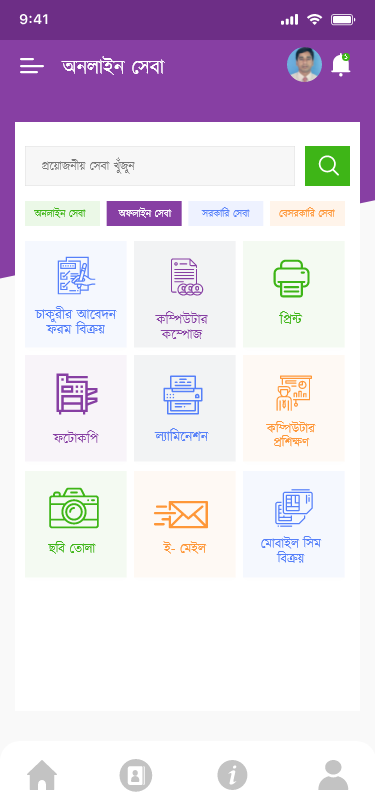 9:41
অনলাইন সেবা
প্রয়োজনীয় সেবা খুঁজুন
অনলাইন সেবা
অফলাইন সেবা
সরকারি সেবা
বেসরকারি সেবা
চাকুরীর আবেদন
ফরম বিক্রয়
কম্পিউটার
কম্পোজ
প্রিন্ট
ফটোকপি
ল্যামিনেশন
কম্পিউটার
প্রশিক্ষণ
ছবি তোলা
ই- মেইল
মোবাইল সিম
বিক্রয়